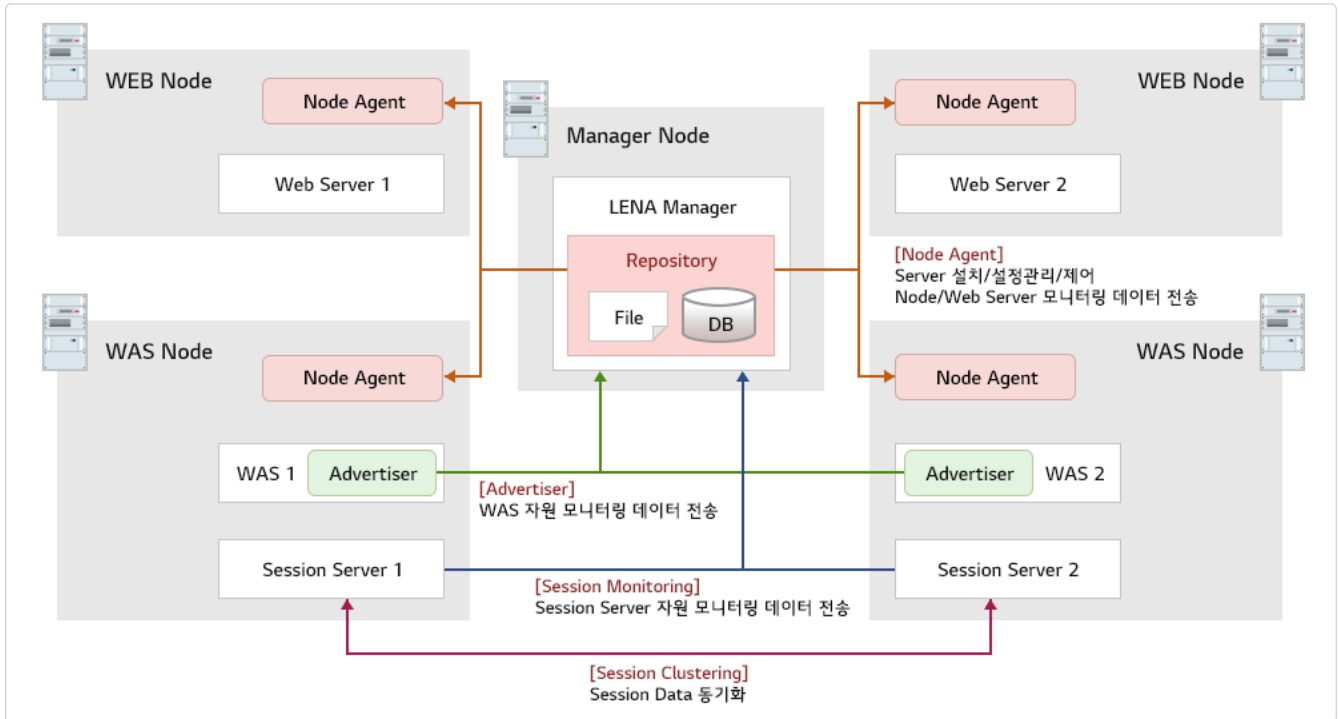 WEB Node
Node Agent
Web Server 1
Manager Node
LENA Manager
Repository
File
DB
WEB Node
Node Agent
Web Server 2
[Node Agent]
Server 설치/설정관리/제어
Node/Web Server 모니터링 데이터 전송
WAS Node
Node Agent
WAS 1
Advertiser
Session Server 1
[Advertiser]
WAS 자원 모니터링 데이터 전송
WAS Node
Node Agent
Advertiser
WAS 2
Session Server 2
[Session Monitoring]
Session Server 자원 모니터링 데이터 전송
[Session Clustering]
Session Data 동기화